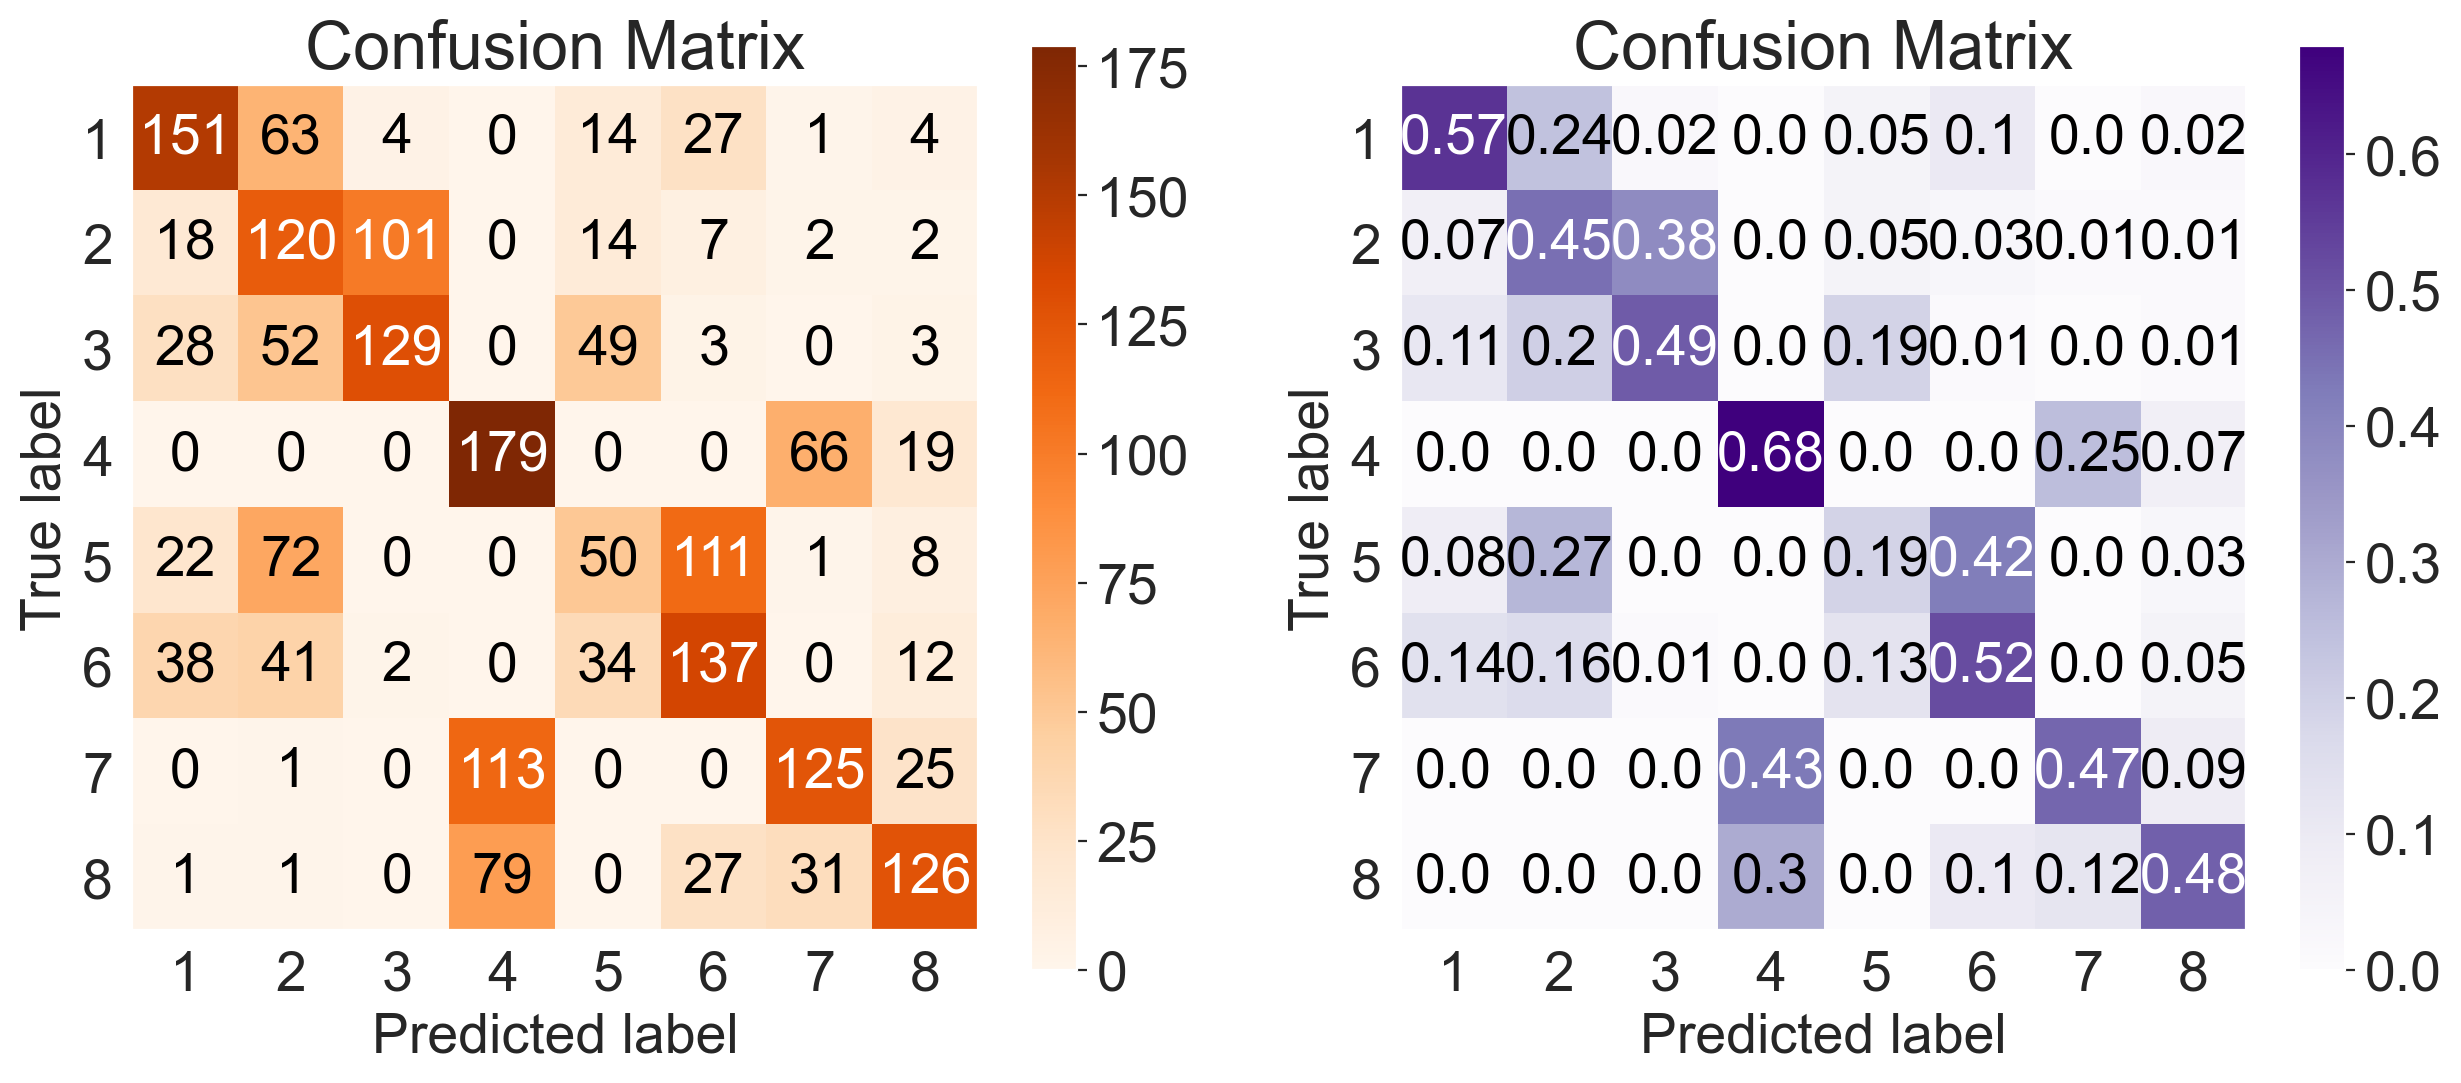 Confusion Matrix
1 151 63 4 0 14 27 1 4
2 18 120 101 0 14 7 2 2
3 28 52 129 0 49 3 0 3
4 0 0 0 179 0 0 66 19
5 22 72 0 0 50 111 1 8
6 38 41 2 0 34 137 0 12
7 0 1 0 113 0 0 125 25
8 1 1 0 79 0 27 31 126
1 2 3 4 5 6 7 8
True label
Predicted label
175
150
125
100
75
50
25
0
Confusion Matrix
1 0.57 0.24 0.02 0.0 0.05 0.1 0.0 0.02
2 0.07 0.45 0.38 0.0 0.05 0.03 0.01 0.01
3 0.11 0.2 0.49 0.0 0.19 0.01 0.0 0.01
4 0.0 0.0 0.0 0.68 0.0 0.0 0.25 0.07
5 0.08 0.27 0.0 0.0 0.19 0.42 0.0 0.03
6 0.14 0.16 0.01 0.0 0.13 0.52 0.0 0.05
7 0.0 0.0 0.0 0.43 0.0 0.0 0.47 0.09
8 0.0 0.0 0.0 0.3 0.0 0.1 0.12 0.48
1 2 3 4 5 6 7 8
True label
Predicted label
0.6
0.5
0.4
0.3
0.2
0.1
0.0